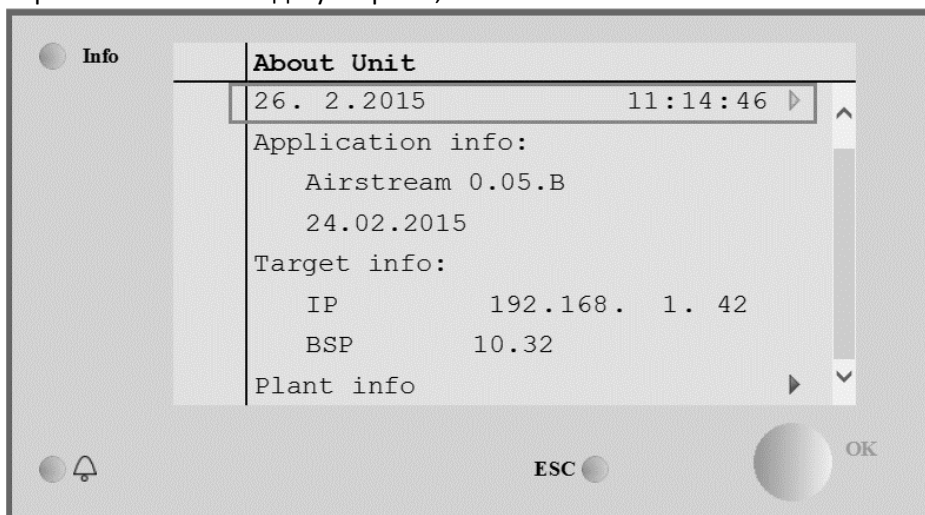 Info
About Unit
26. 2.2015 11:14:46
Application info:
Airstream 0.05.B
24.02.2015
Target info:
IP 192.168. 1. 42
BSP 10.32
Plant info
ESC
OK